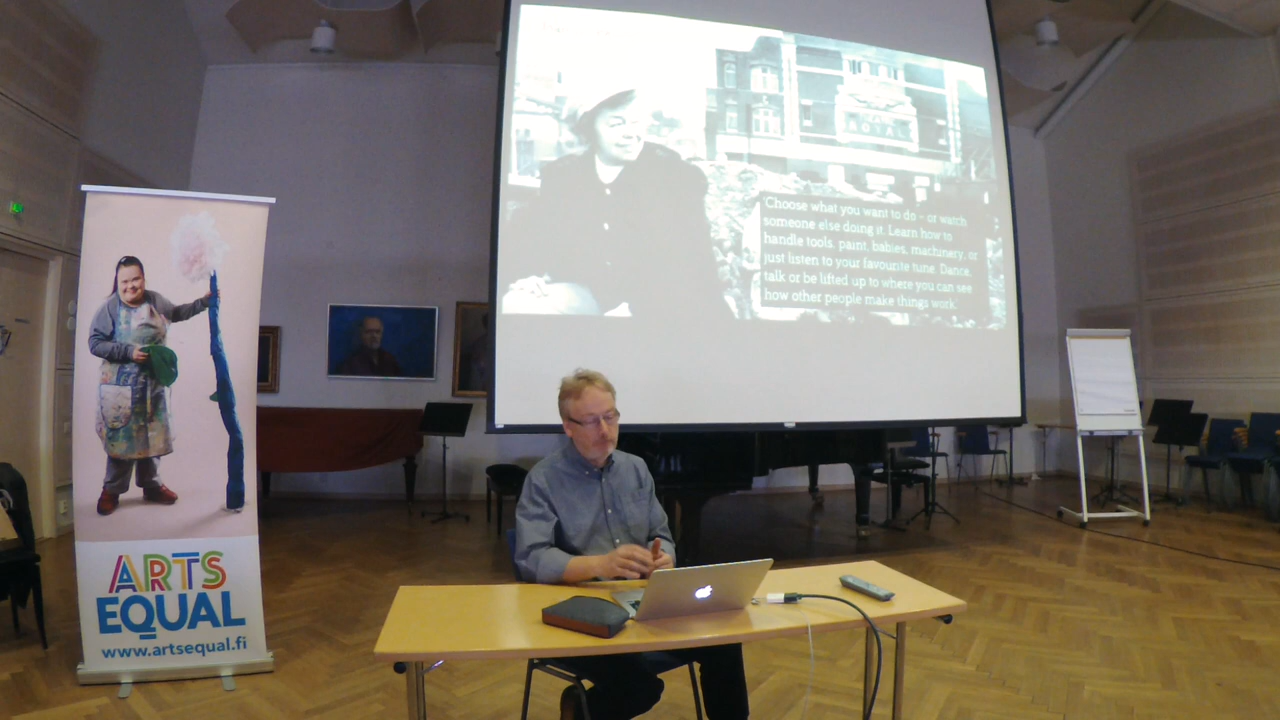 'Choose what you want to do – or watch
someone else doing it. Learn how to
handle tools, paint, babies, machinery, or
just listen to your favourite tune. Dance,
talk or be lifted up to where you can see
how other people make things work.'
ROYAL
ARTS
EQUAL
www.artsequal.fi